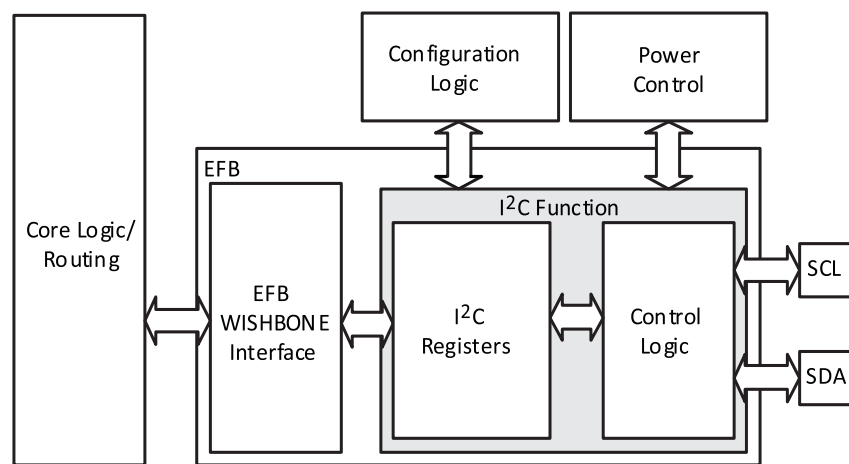 Configuration
Logic
Power
Control
EFB
I²C Function
Core Logic/
Routing
EFB
WISHBONE
Interface
I²C
Registers
Control
Logic
SCL
SDA